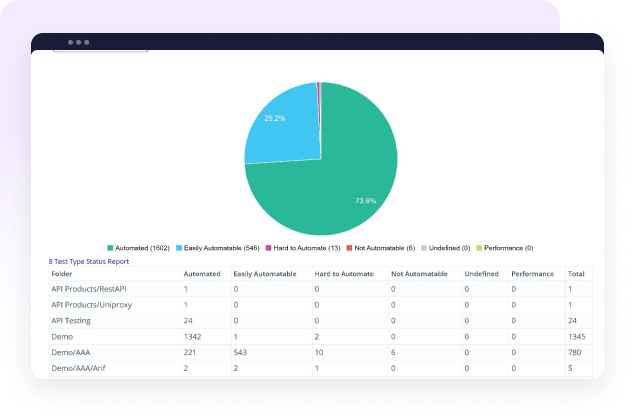 25.2%
73.9%
Automated (1602) Easily Automatable (546) Hard to Automate (13) Not Automatable (6) Undefined (0) Performance (0)
8 Test Type Status Report
Folder Automated Easily Automatable Hard to Automate Not Automatable Undefined Performance Total
API Products/RestAPI 1 0 0 0 0 0 1
API Products/Uniproxy 1 0 0 0 0 0 1
API Testing 24 0 0 0 0 0 24
Demo 1342 1 2 0 0 0 1345
Demo/AAA 221 543 10 6 0 0 780
Demo/AAA/Arif 2 2 1 0 0 0 5